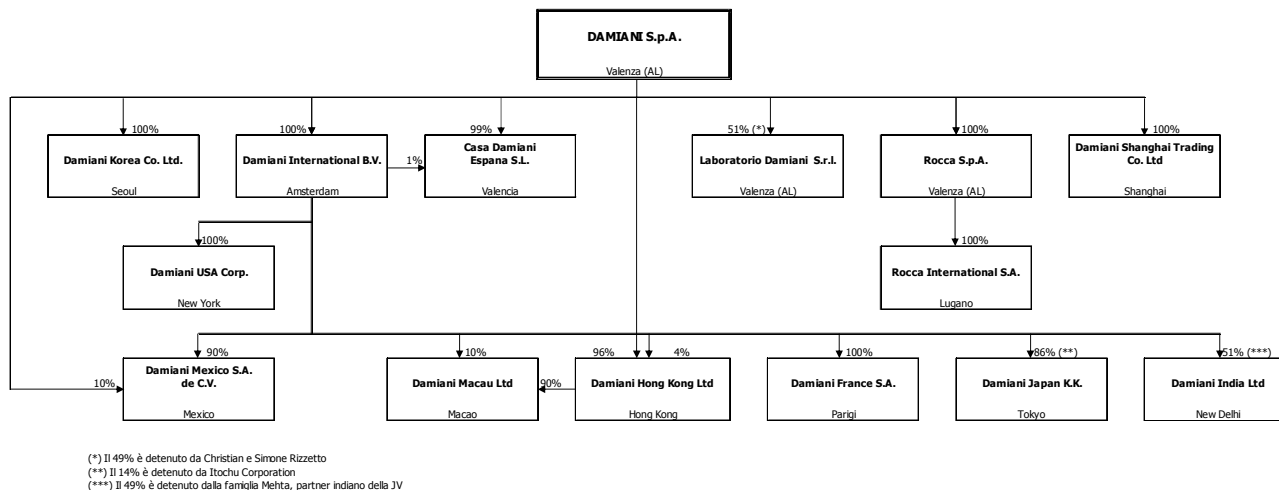 DAMIANI S.p.A.
Valenza (AL)
100%
Damiani Korea Co. Ltd.
Seoul
100%
Damiani International B.V.
Amsterdam
1%
99%
Casa Damiani
Espana S.L.
Valencia
51% (*)
Laboratorio Damiani S.r.l.
Valenza (AL)
100%
Rocca S.p.A.
Valenza (AL)
100%
Damiani Shanghai Trading
Co. Ltd
Shanghai
100%
Damiani USA Corp.
New York
100%
Rocca International S.A.
Lugano
10%
90%
Damiani Mexico S.A.
de C.V.
Mexico
10%
Damiani Macau Ltd
Macao
90%
96%
4%
Damiani Hong Kong Ltd
Hong Kong
100%
Damiani France S.A.
Parigi
86% (**)
Damiani Japan K.K.
Tokyo
51% (***)
Damiani India Ltd
New Delhi
(*) Il 49% è detenuto da Christian e Simone Rizzetto
(**) Il 14% è detenuto da Itochu Corporation
(***) Il 49% è detenuto dalla famiglia Mehta, partner indiano della JV